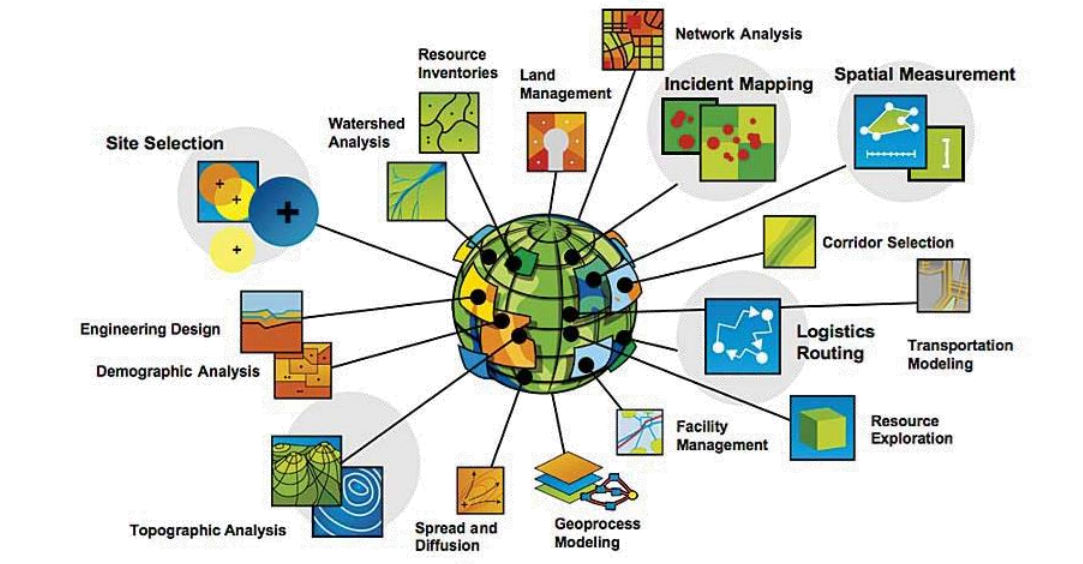 Network Analysis
Resource
Inventories
Land
Management
Incident Mapping
Spatial Measurement
Watershed
Analysis
Site Selection
Corridor Selection
Engineering Design
Logistics
Routing
Transportation
Modeling
Demographic Analysis
Facility
Management
Resource
Exploration
Topographic Analysis
Spread and
Diffusion
Geoprocess
Modeling